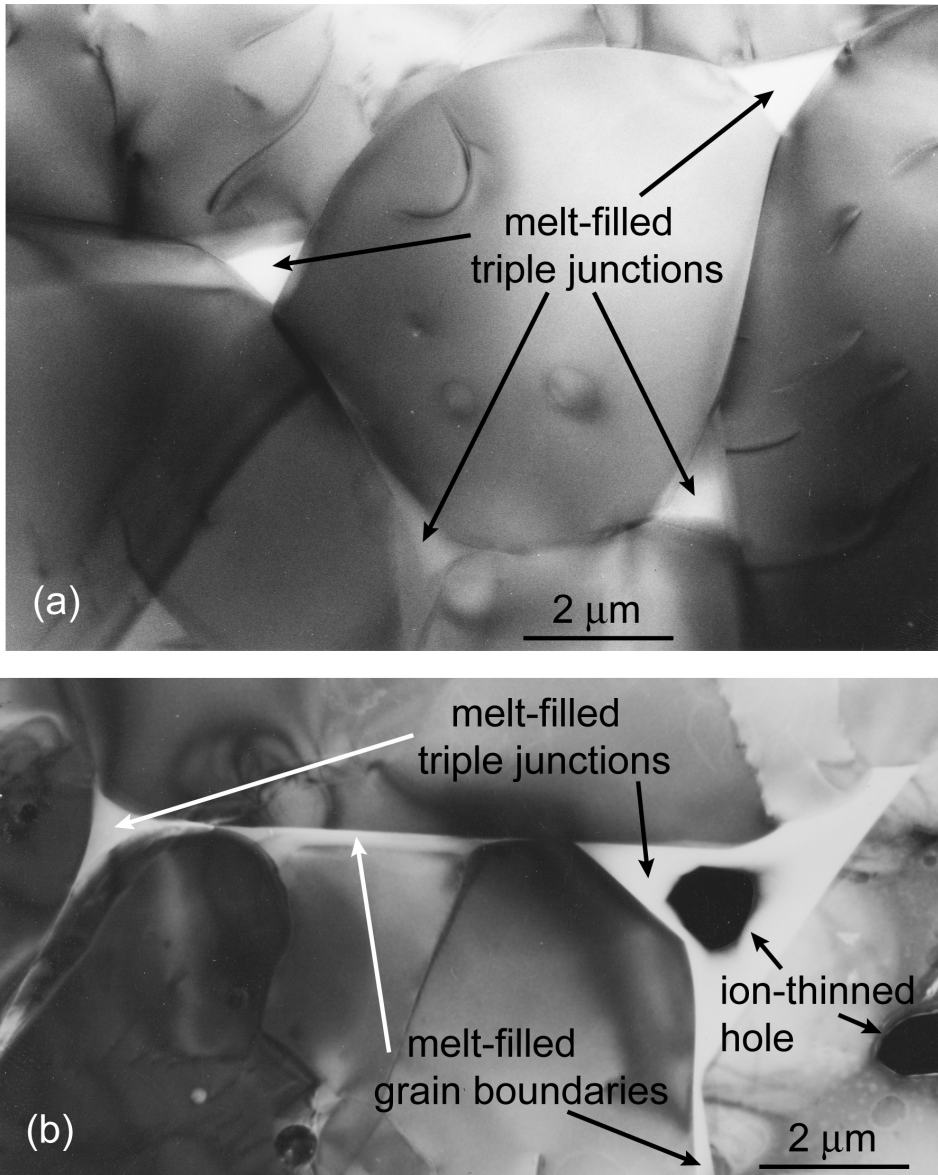 melt-filled
triple junctions
(a)
2 μm
melt-filled
triple junctions
ion-thinned
hole
melt-filled
grain boundaries
(b)
2 μm